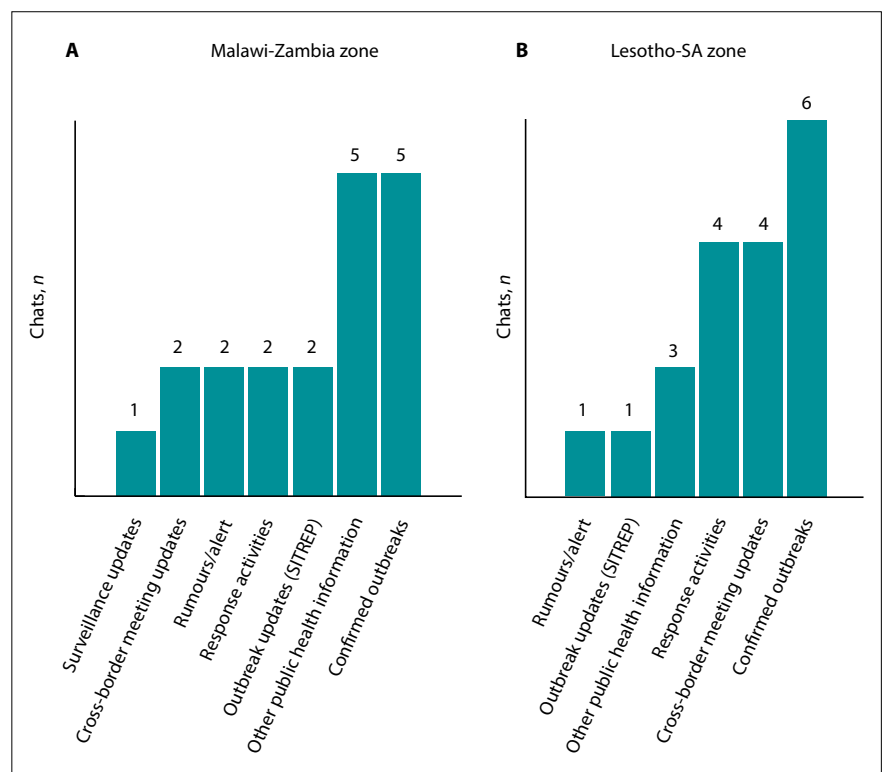 A
Malawi-Zambia zone
Chats, n
1
2
2
2
2
5
5
Surveillance updates
Cross-border meeting updates
Rumours/alert
Response activities
Outbreak updates (SiTREP)
Other public health information
Confirmed outbreaks
B
Lesotho-SA zone
Chats, n
1
1
3
4
4
6
Rumours/alert
Outbreak updates (SiTREP)
Other public health information
Response activities
Cross-border meeting updates
Confirmed outbreaks